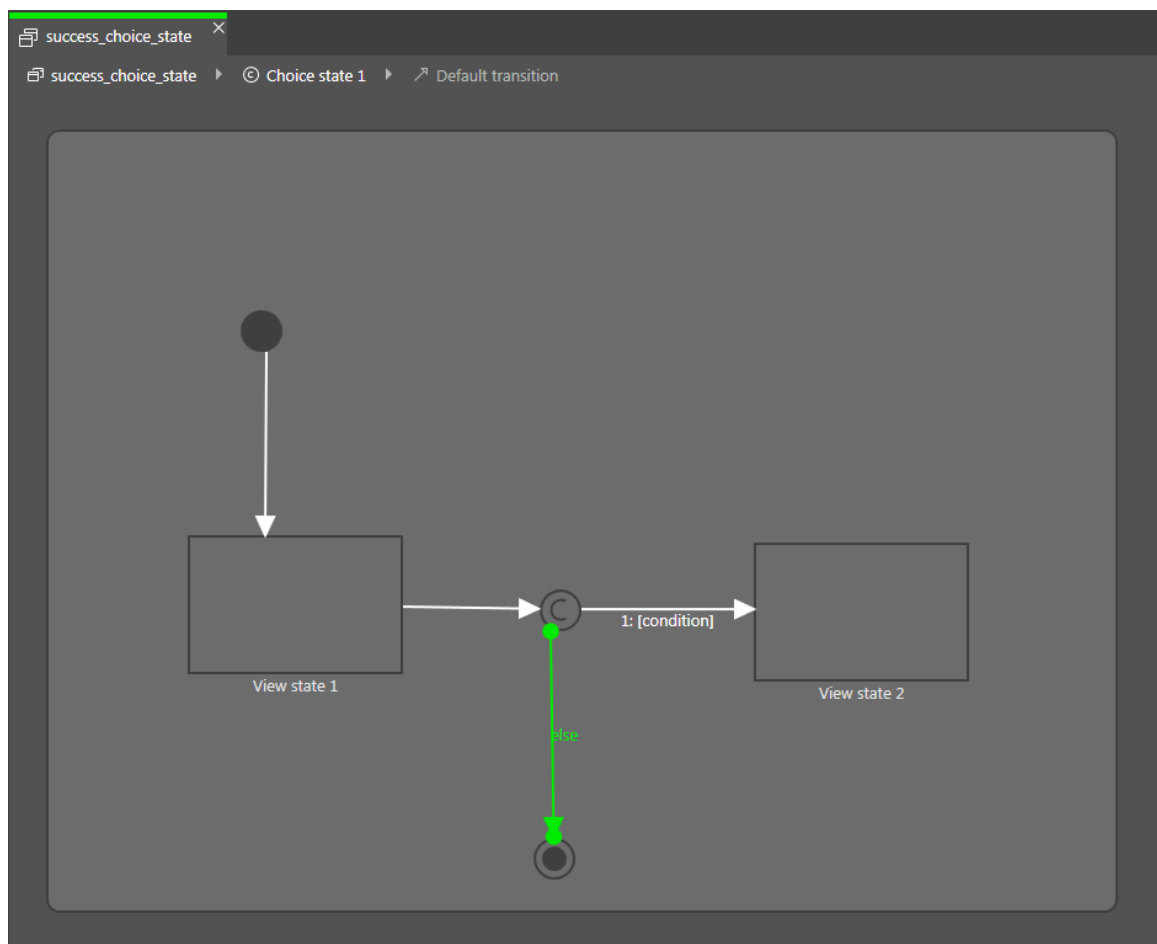 success_choice_state
success_choice_state Choice state 1 Default transition
C
1: [condition]
View state 1
View state 2
else